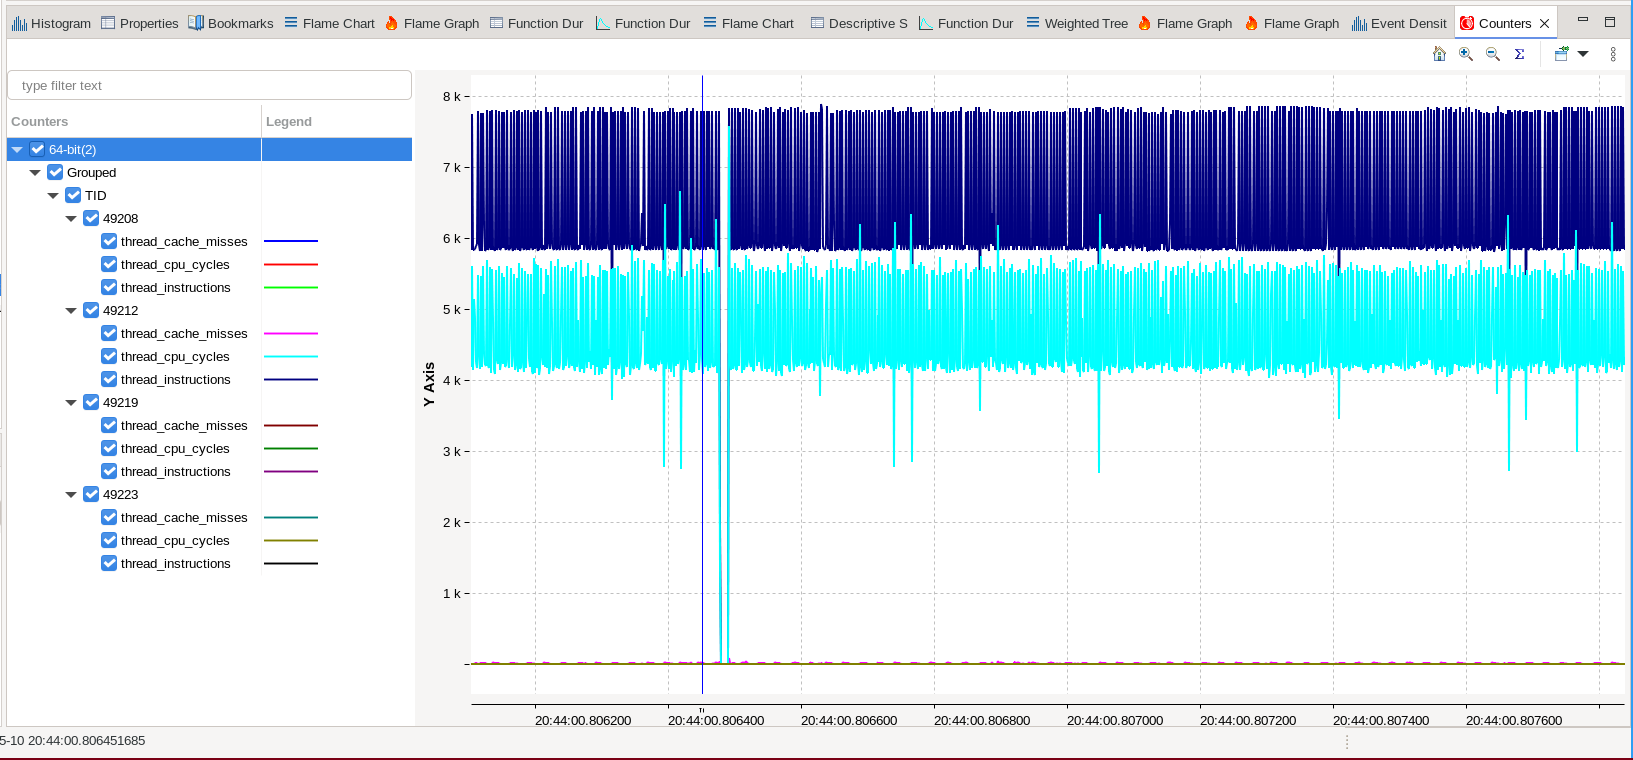 Histogram Properties Bookmarks Flame Chart Flame Graph Function Dur Function Dur Flame Chart Descriptive S Function Dur Weighted Tree Flame Graph Flame Graph Event Densit Counters
Σ
type filter text
Counters Legend
64-bit(2)
Grouped
TID
49208
thread_cache_misses
thread_cpu_cycles
thread_instructions
49212
thread_cache_misses
thread_cpu_cycles
thread_instructions
49219
thread_cache_misses
thread_cpu_cycles
thread_instructions
49223
thread_cache_misses
thread_cpu_cycles
thread_instructions
Y Axis
8 k
7 k
6 k
5 k
4 k
3 k
2 k
1 k
20:44:00.806200 20:44:00.806400 20:44:00.806600 20:44:00.806800 20:44:00.807000 20:44:00.807200 20:44:00.807400 20:44:00.807600
5-10 20:44:00.806451685